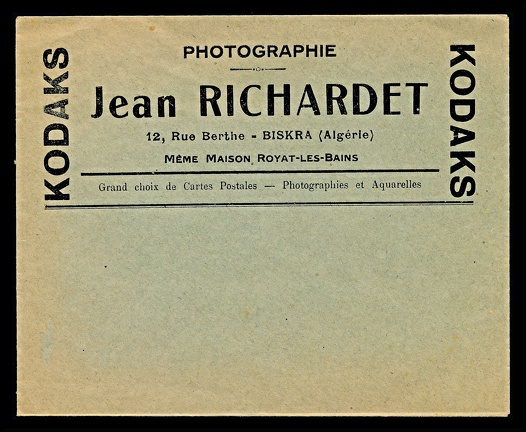 PHOTOGRAPHIE
KODAKS
Jean RICHARDET
KODAKS
12, Rue Berthe - BISKRA (Algérie)
MÊME MAISON ROYAT-LES-BAINS
Grand choix de Cartes Postales — Photographies et Aquarelles